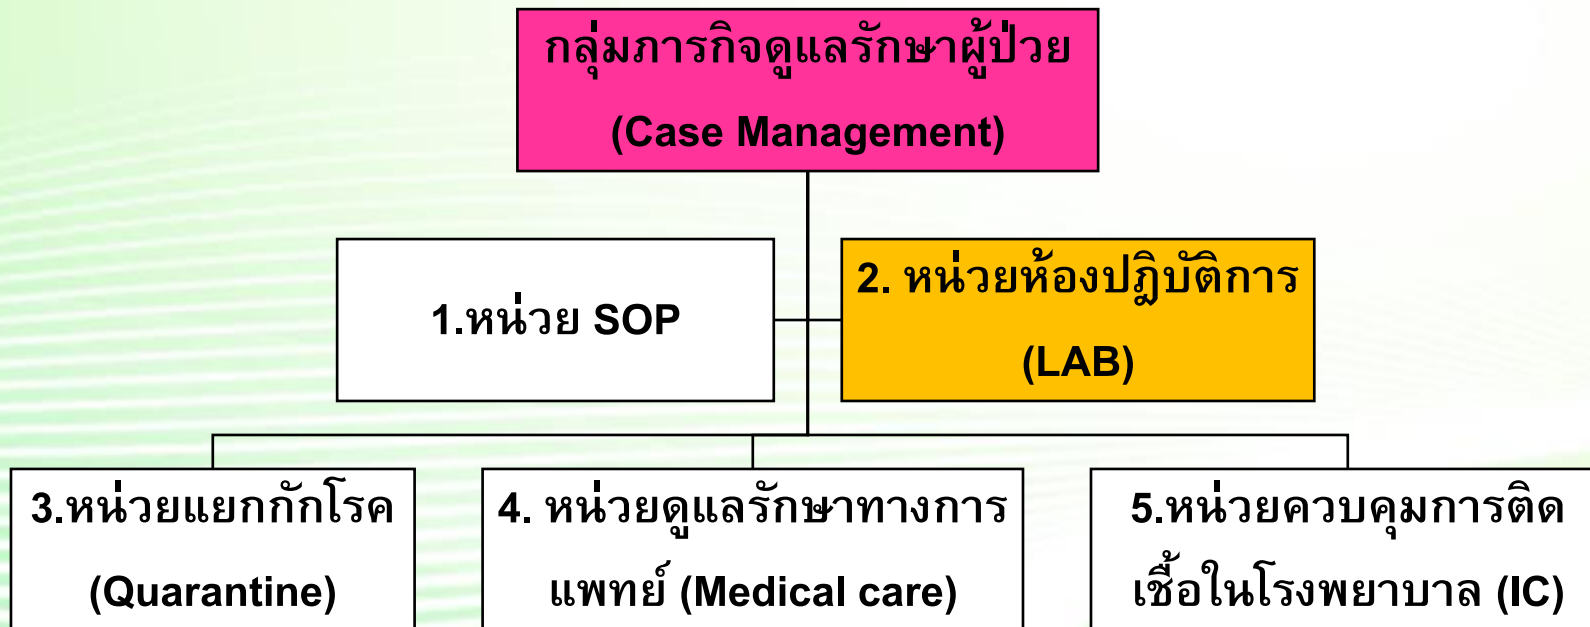 กลุ่มภารกิจดูแลรักษาผู้ป่วย
(Case Management)
1.หน่วย SOP
2. หน่วยห้องปฎิบัติการ
(LAB)
3.หน่วยแยกกักโรค
(Quarantine)
4. หน่วยดูแลรักษาทางการ
แพทย์ (Medical care)
5.หน่วยควบคุมการติด
เชื้อในโรงพยาบาล (IC)